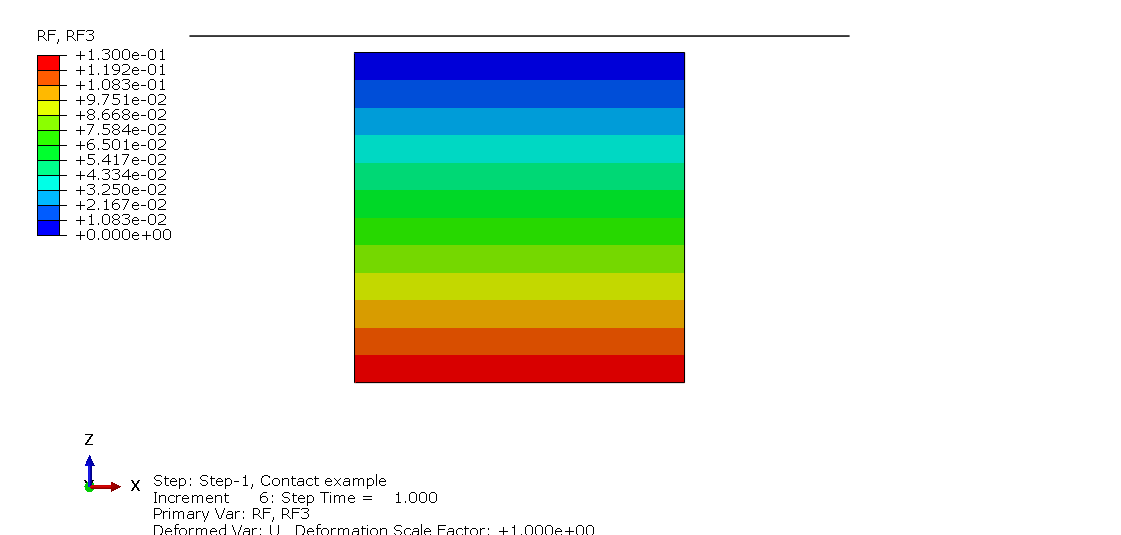 RF, RF3
+1.300e-01
+1.192e-01
+1.083e-01
+9.751e-02
+8.668e-02
+7.584e-02
+6.501e-02
+5.417e-02
+4.334e-02
+3.250e-02
+2.167e-02
+1.083e-02
+0.000e+00
Z
Y X
Step: Step-1, Contact example
Increment 6: Step Time = 1.000
Primary Var: RF, RF3
Deformed Var: U Deformation Scale Factor: +1.000e+00